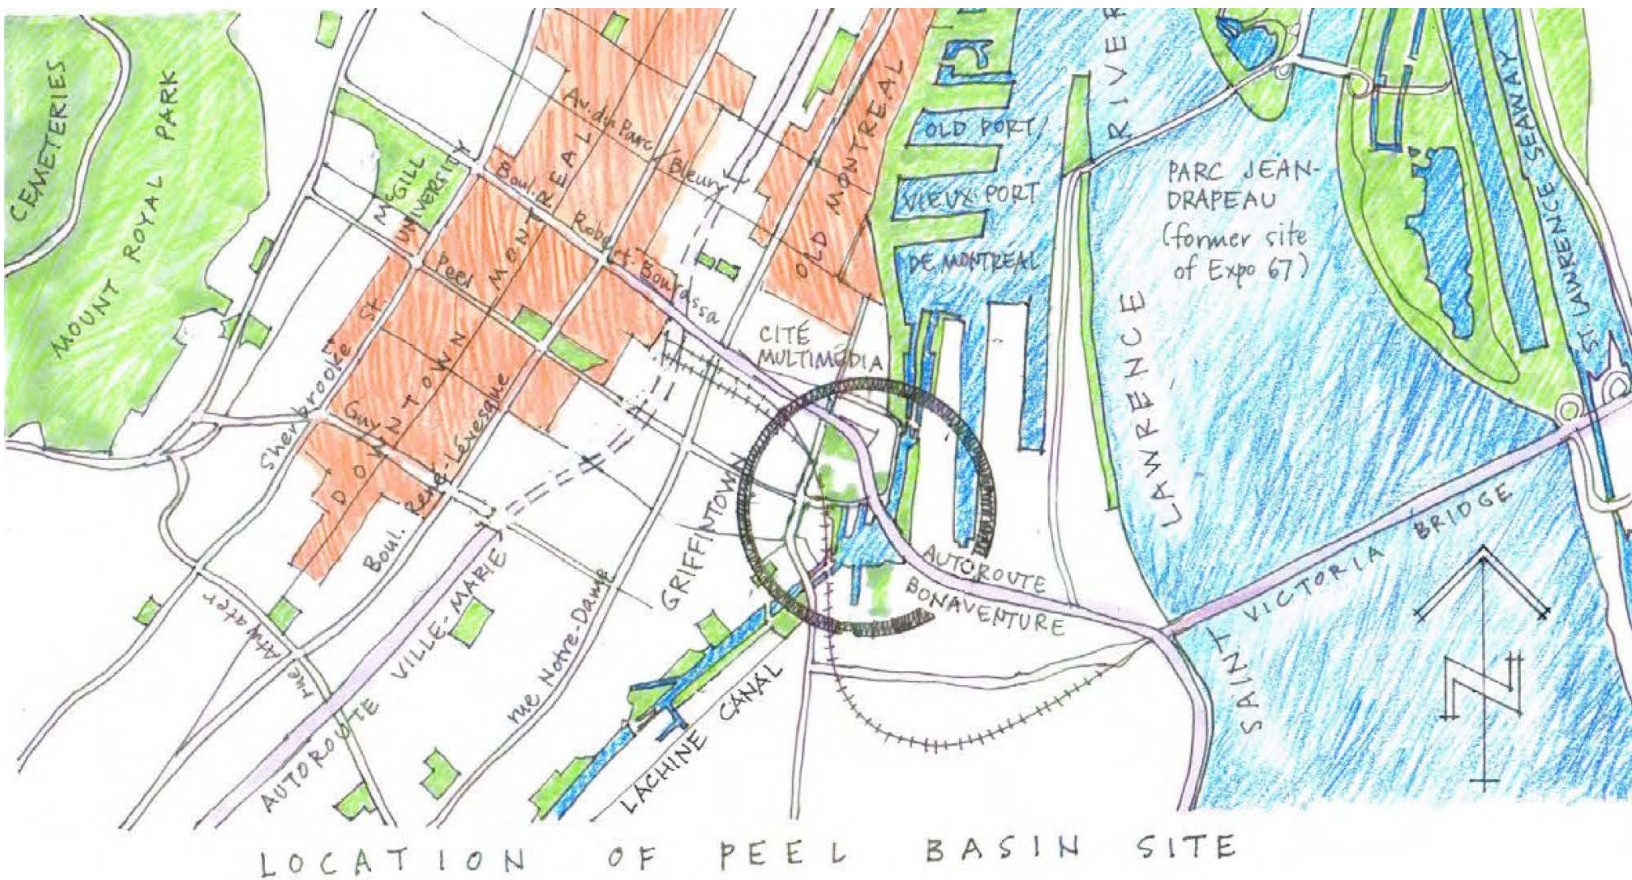 CEMETERIES
MOUNT ROYAL PARK
McGILL
UNIVERSITY
Av. du Parc / Bleury
Boul. Robert-Bourassa
Peel
Guy
Sherbrooke St.
DOWNTOWN MONTREAL
Boul. René-Lévesque
OLD MONTREAL
OLD PORT
VIEUX-PORT
DE MONTREAL
CITÉ
MULTIMÉDIA
GRIFFINTOWN
rue Atwater
AUTOROUTE VILLE-MARIE
rue Notre-Dame
LACHINE CANAL
AUTOROUTE
BONAVENTURE
SAINT LAWRENCE RIVER
VICTORIA BRIDGE
PARC JEAN-
DRAPEAU
(former site
of Expo 67)
ST LAWRENCE SEAWAY
N
LOCATION OF PEEL BASIN SITE